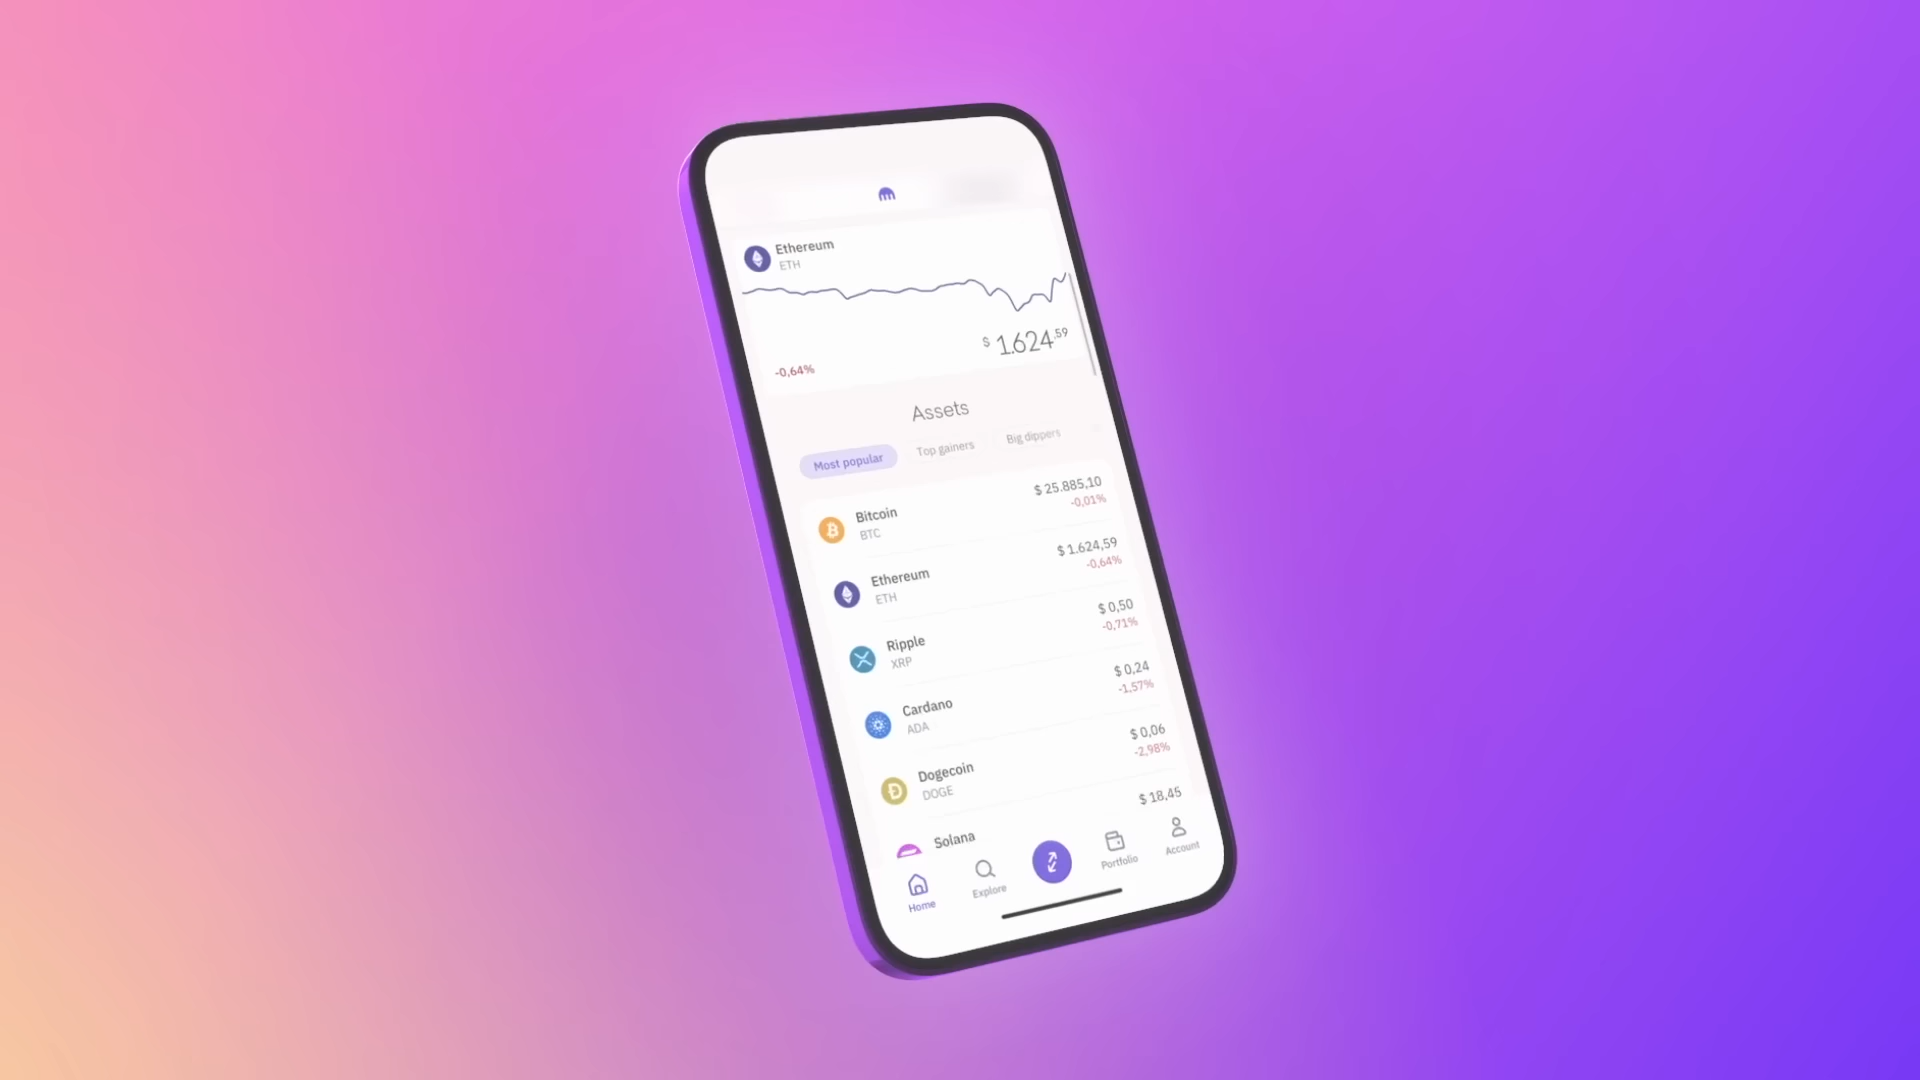 Ethereum
ETH
$ 1.624,59
-0,64%
Assets
Most popular
Top gainers
Big dippers
Bitcoin
BTC
$ 25.885,10
-0,01%
Ethereum
ETH
$ 1.624,59
-0,64%
Ripple
XRP
$ 0,50
-0,71%
Cardano
ADA
$ 0,24
-1,57%
Dogecoin
DOGE
$ 0,06
-2,98%
Solana
$ 18,45
Home
Explore
Portfolio
Account